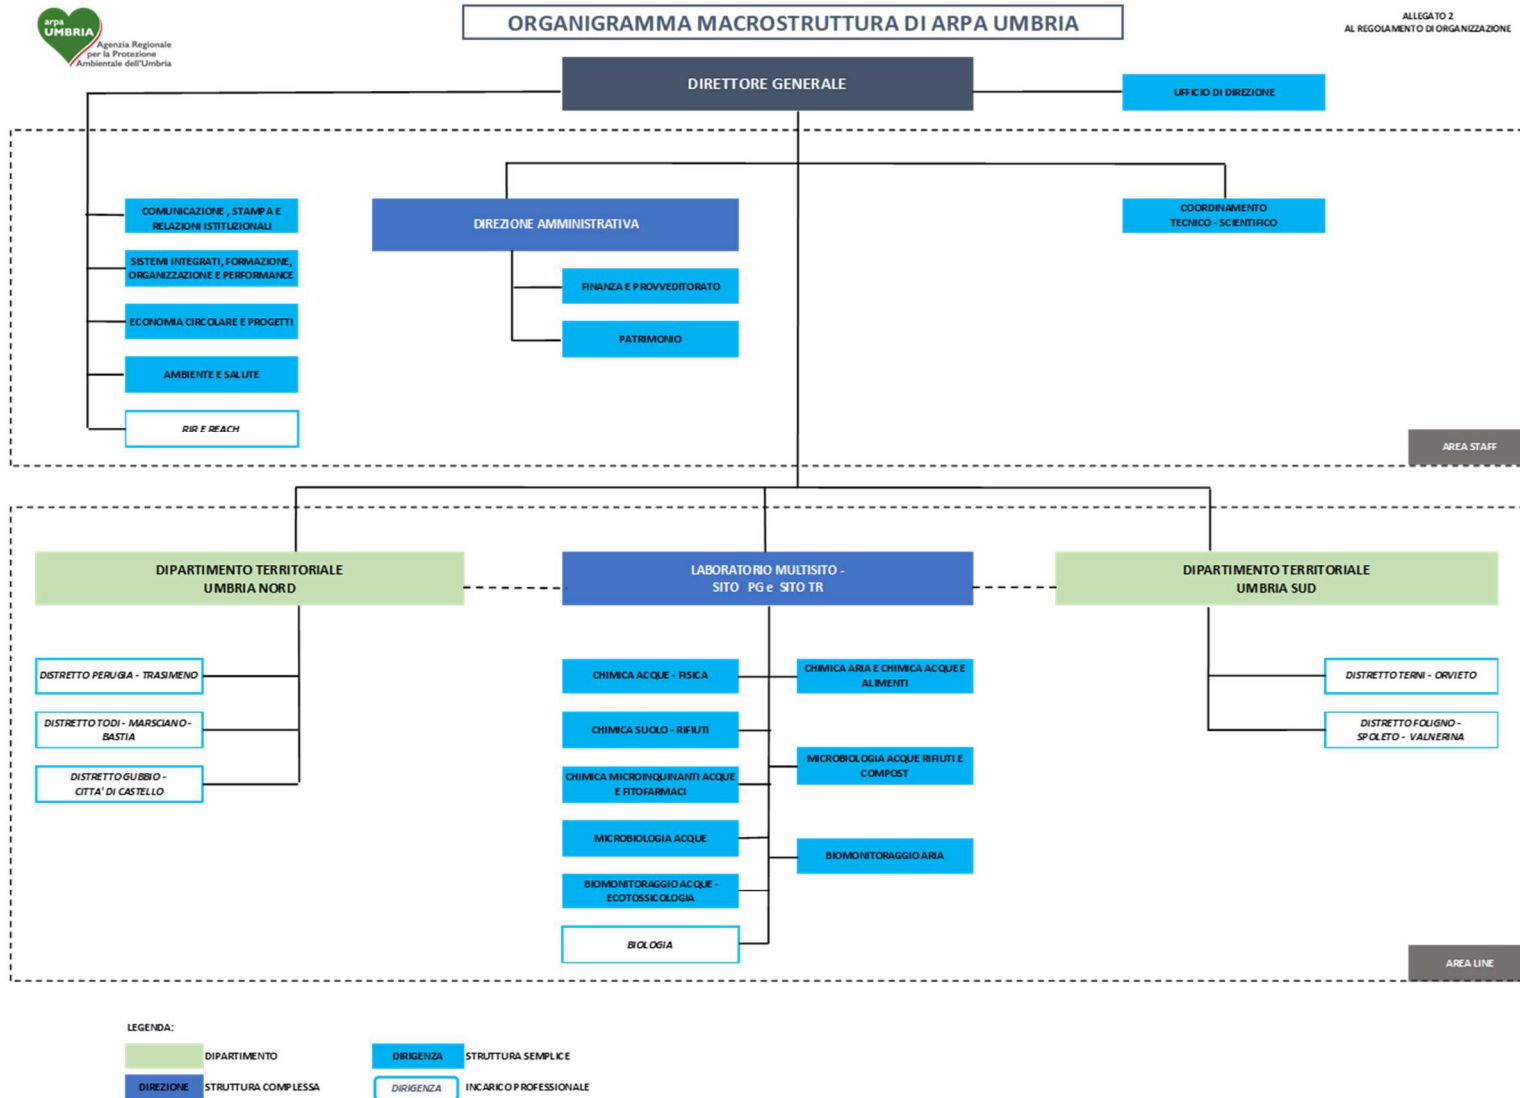 arpa
UMBRIA
Agenzia Regionale
per la Protezione
Ambientale dell'Umbria
ORGANIGRAMMA MACROSTRUTTURA DI ARPA UMBRIA
ALLEGATO 2
AL REGOLAMENTO DI ORGANIZZAZIONE
DIRETTORE GENERALE
UFFICIO DI DIREZIONE
COMUNICAZIONE , STAMPA E
RELAZIONI ISTITUZIONALI
SISTEMI INTEGRATI, FORMAZIONE,
ORGANIZZAZIONE E PERFORMANCE
ECONOMIA CIRCOLARE E PROGETTI
AMBIENTE E SALUTE
RIR E REACH
DIREZIONE AMMINISTRATIVA
FINANZA E PROVVEDITORATO
PATRIMONIO
COORDINAMENTO
TECNICO - SCIENTIFICO
AREA STAFF
DIPARTIMENTO TERRITORIALE
UMBRIA NORD
DISTRETTO PERUGIA - TRASIMENO
DISTRETTO TODI - MARSCIANO -
BASTIA
DISTRETTO GUBBIO -
CITTA' DI CASTELLO
LABORATORIO MULTISITO -
SITO PG e SITO TR
CHIMICA ACQUE - FISICA
CHIMICA SUOLO - RIFIUTI
CHIMICA MICROINQUINANTI ACQUE
E FITOFARMACI
MICROBIOLOGIA ACQUE
BIOMONITORAGGIO ACQUE -
ECOTOSSICOLOGIA
BIOLOGIA
CHIMICA ARIA E CHIMICA ACQUE E
ALIMENTI
MICROBIOLOGIA ACQUE RIFIUTI E
COMPOST
BIOMONITORAGGIO ARIA
DIPARTIMENTO TERRITORIALE
UMBRIA SUD
DISTRETTO TERNI - ORVIETO
DISTRETTO FOLIGNO -
SPOLETO - VALNERINA
AREA LINE
LEGENDA:
DIPARTIMENTO
DIREZIONE STRUTTURA COMPLESSA
DIRIGENZA STRUTTURA SEMPLICE
DIRIGENZA INCARICO PROFESSIONALE